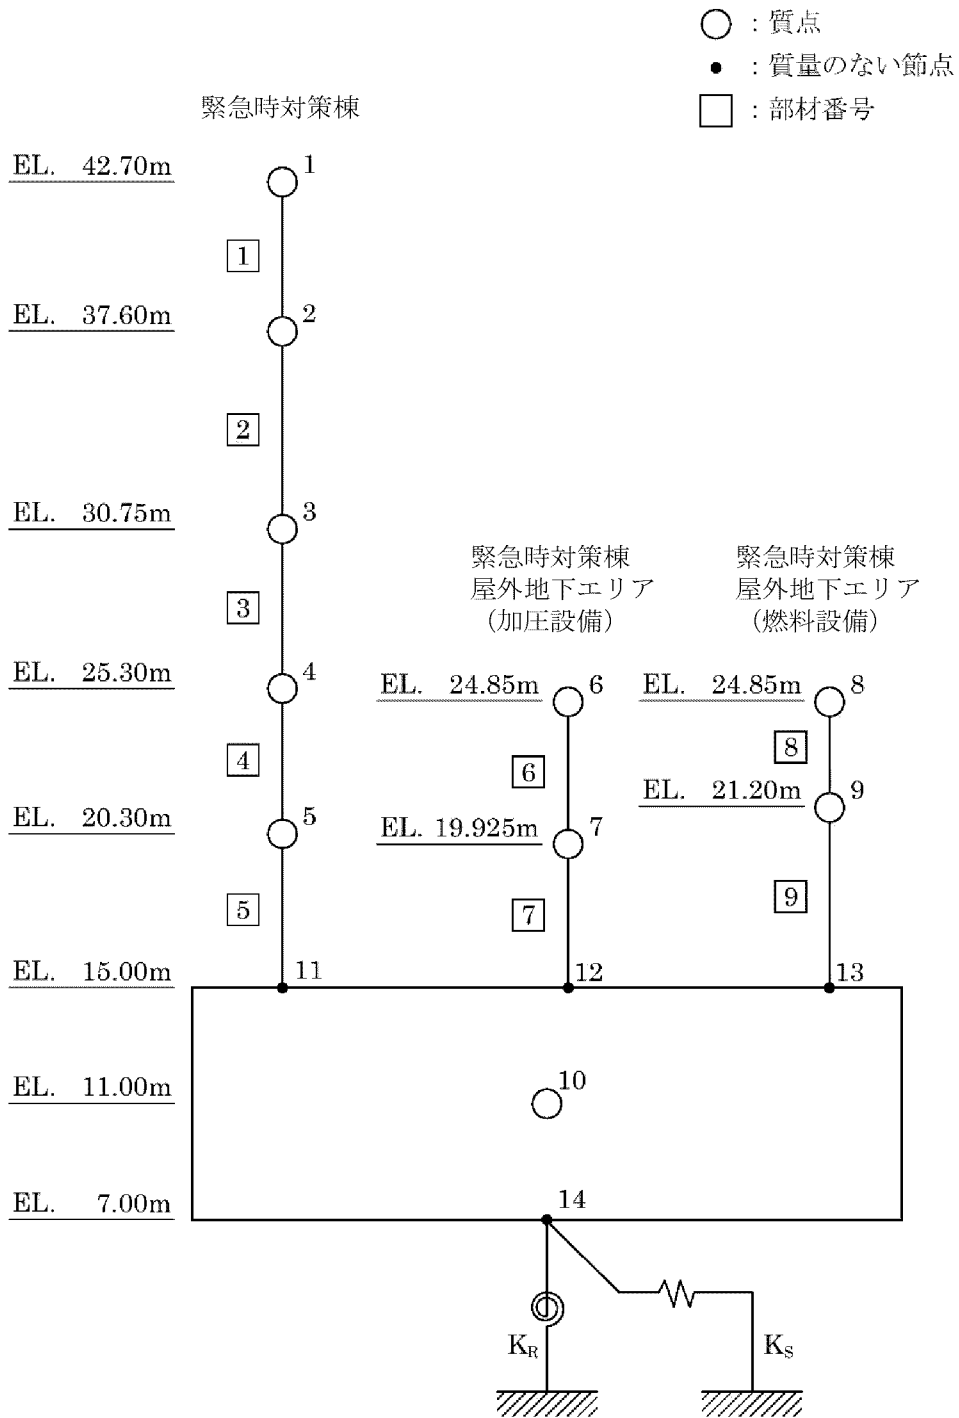 ：質点
：質量のない節点
：部材番号
緊急時対策棟
EL. 42.70m
1
1
EL. 37.60m
2
2
EL. 30.75m
3
3
EL. 25.30m
4
4
EL. 20.30m
5
5
緊急時対策棟
屋外地下エリア
（加圧設備）
EL. 24.85m
6
6
EL. 19.925m
7
7
緊急時対策棟
屋外地下エリア
（燃料設備）
EL. 24.85m
8
8
EL. 21.20m
9
9
EL. 15.00m
11
12
13
EL. 11.00m
10
EL. 7.00m
14
KR
KS